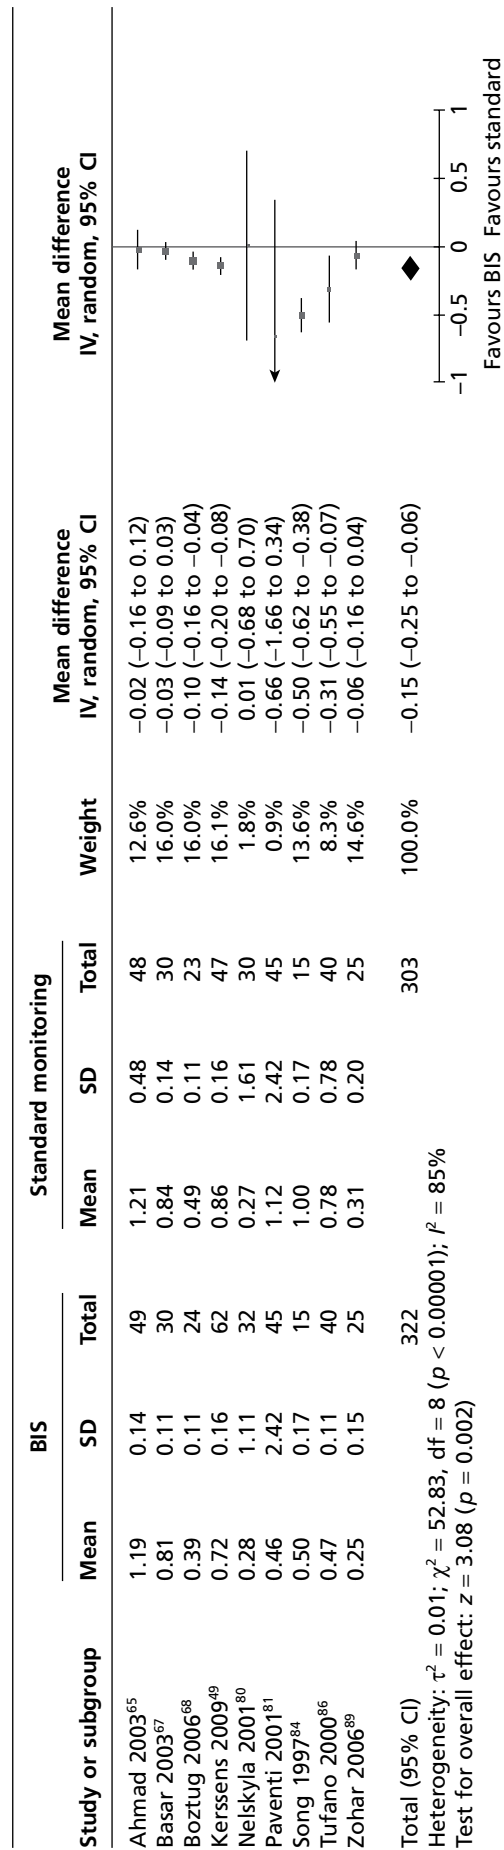 BIS Standard monitoring Mean difference Mean difference
Study or subgroup Mean SD Total Mean SD Total Weight IV, random, 95% CI IV, random, 95% CI
Ahmad 2003⁶⁵ 1.19 0.14 49 1.21 0.48 48 12.6% −0.02 (−0.16 to 0.12)
Basar 2003⁶⁷ 0.81 0.11 30 0.84 0.14 30 16.0% −0.03 (−0.09 to 0.03)
Boztug 2006⁶⁸ 0.39 0.11 24 0.49 0.11 23 16.0% −0.10 (−0.16 to −0.04)
Kerssens 2009⁴⁹ 0.72 0.16 62 0.86 0.16 47 16.1% −0.14 (−0.20 to −0.08)
Nelskyla 2001⁸⁰ 0.28 1.11 32 0.27 1.61 30 1.8% 0.01 (−0.68 to 0.70)
Paventi 2001⁸¹ 0.46 2.42 45 1.12 2.42 45 0.9% −0.66 (−1.66 to 0.34)
Song 1997⁸⁴ 0.50 0.17 15 1.00 0.17 15 13.6% −0.50 (−0.62 to −0.38)
Tufano 2000⁸⁶ 0.47 0.11 40 0.78 0.78 40 8.3% −0.31 (−0.55 to −0.07)
Zohar 2006⁸⁹ 0.25 0.15 25 0.31 0.20 25 14.6% −0.06 (−0.16 to 0.04)
Total (95% CI) 322 303 100.0% −0.15 (−0.25 to −0.06)
Heterogeneity: τ² = 0.01; χ² = 52.83, df = 8 (p < 0.00001); I² = 85%
Test for overall effect: z = 3.08 (p = 0.002)
−1 −0.5 0 0.5 1
Favours BIS Favours standard